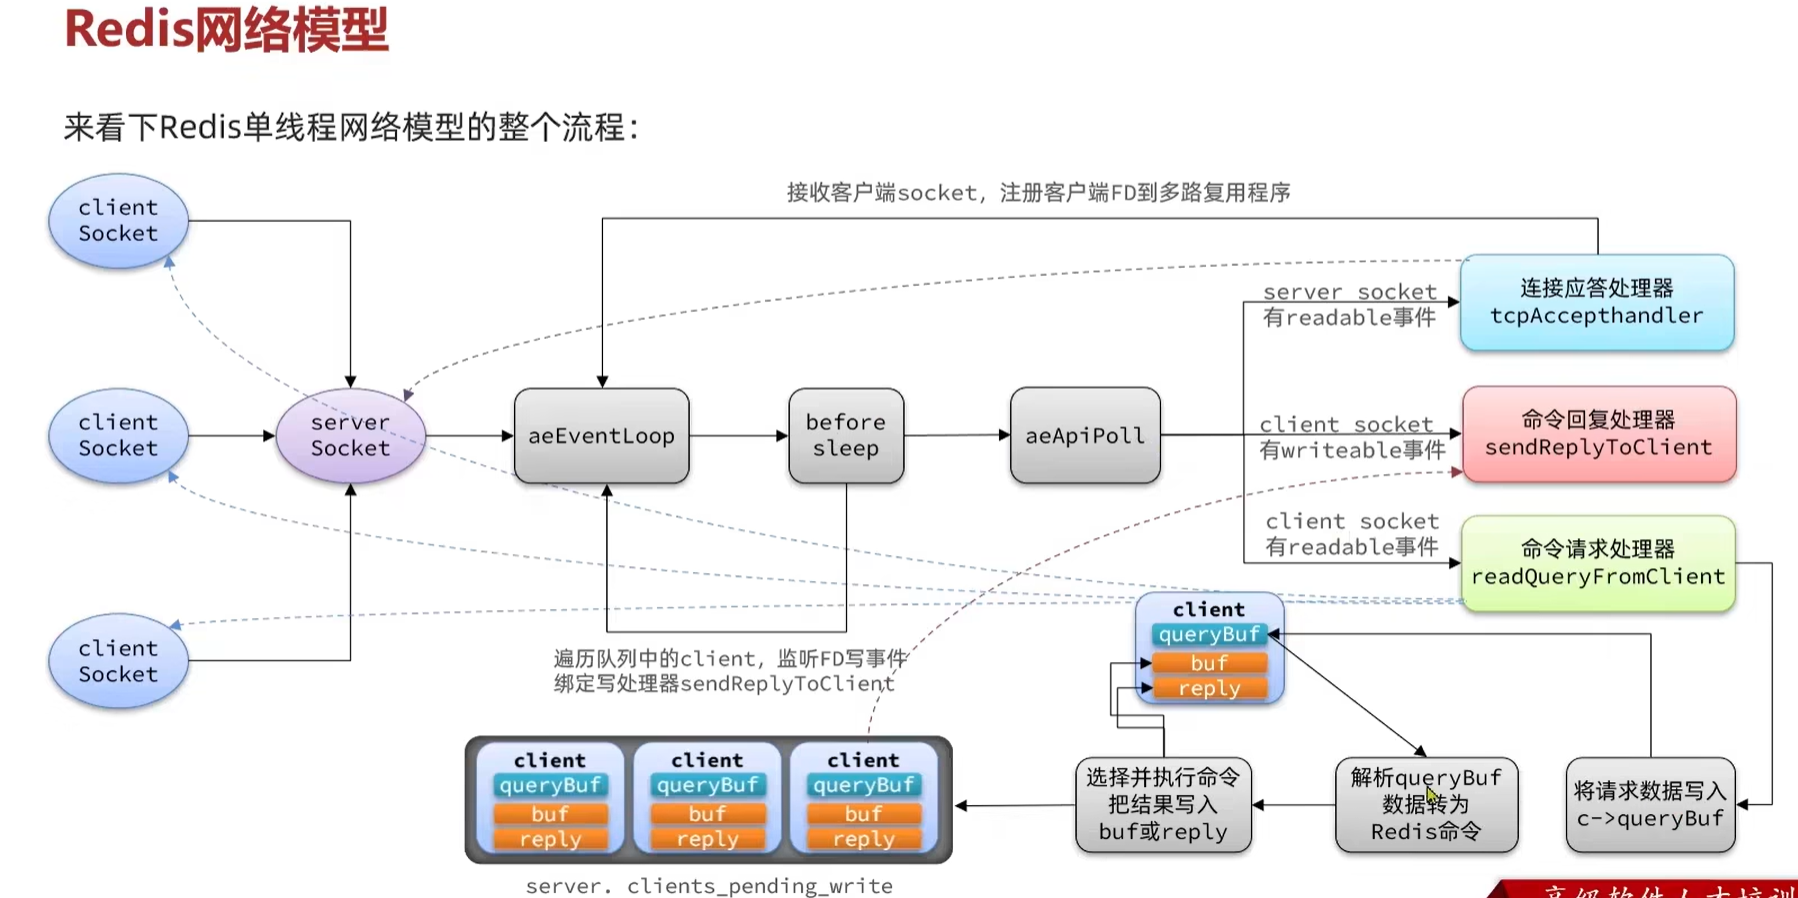 Redis网络模型
来看下Redis单线程网络模型的整个流程：
接收客户端socket，注册客户端FD到多路复用程序
client
Socket
client
Socket
client
Socket
server
Socket
aeEventLoop
before
sleep
aeApiPoll
server socket
有readable事件
连接应答处理器
tcpAccepthandler
client socket
有writeable事件
命令回复处理器
sendReplyToClient
client socket
有readable事件
命令请求处理器
readQueryFromClient
遍历队列中的client，监听FD写事件
绑定写处理器sendReplyToClient
client
queryBuf
buf
reply
client
queryBuf
buf
reply
client
queryBuf
buf
reply
client
queryBuf
buf
reply
server. clients_pending_write
选择并执行命令
把结果写入
buf或reply
解析queryBuf
数据转为
Redis命令
将请求数据写入
c->queryBuf
高级软件人才培训